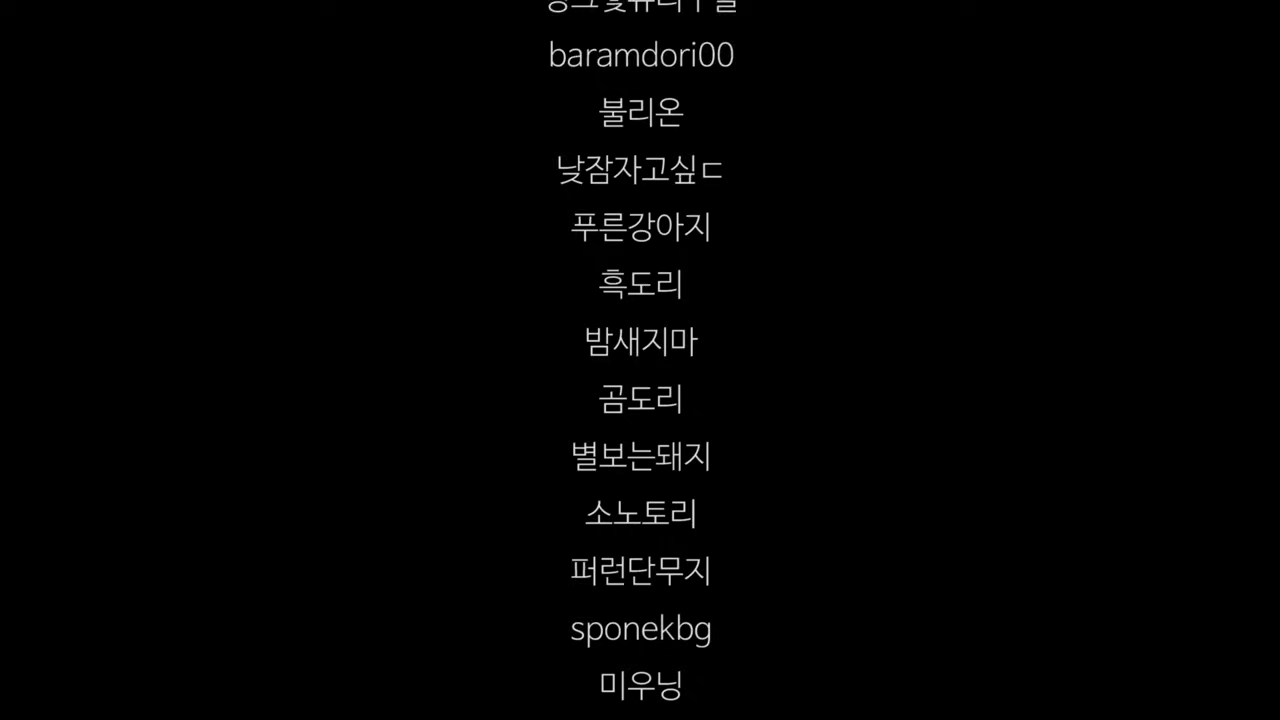 baramdori00
불리온
낮잠자고싶ㄷ
푸른강아지
흑도리
밤새지마
곰도리
별보는돼지
소노토리
퍼런단무지
sponekbg
미우닝